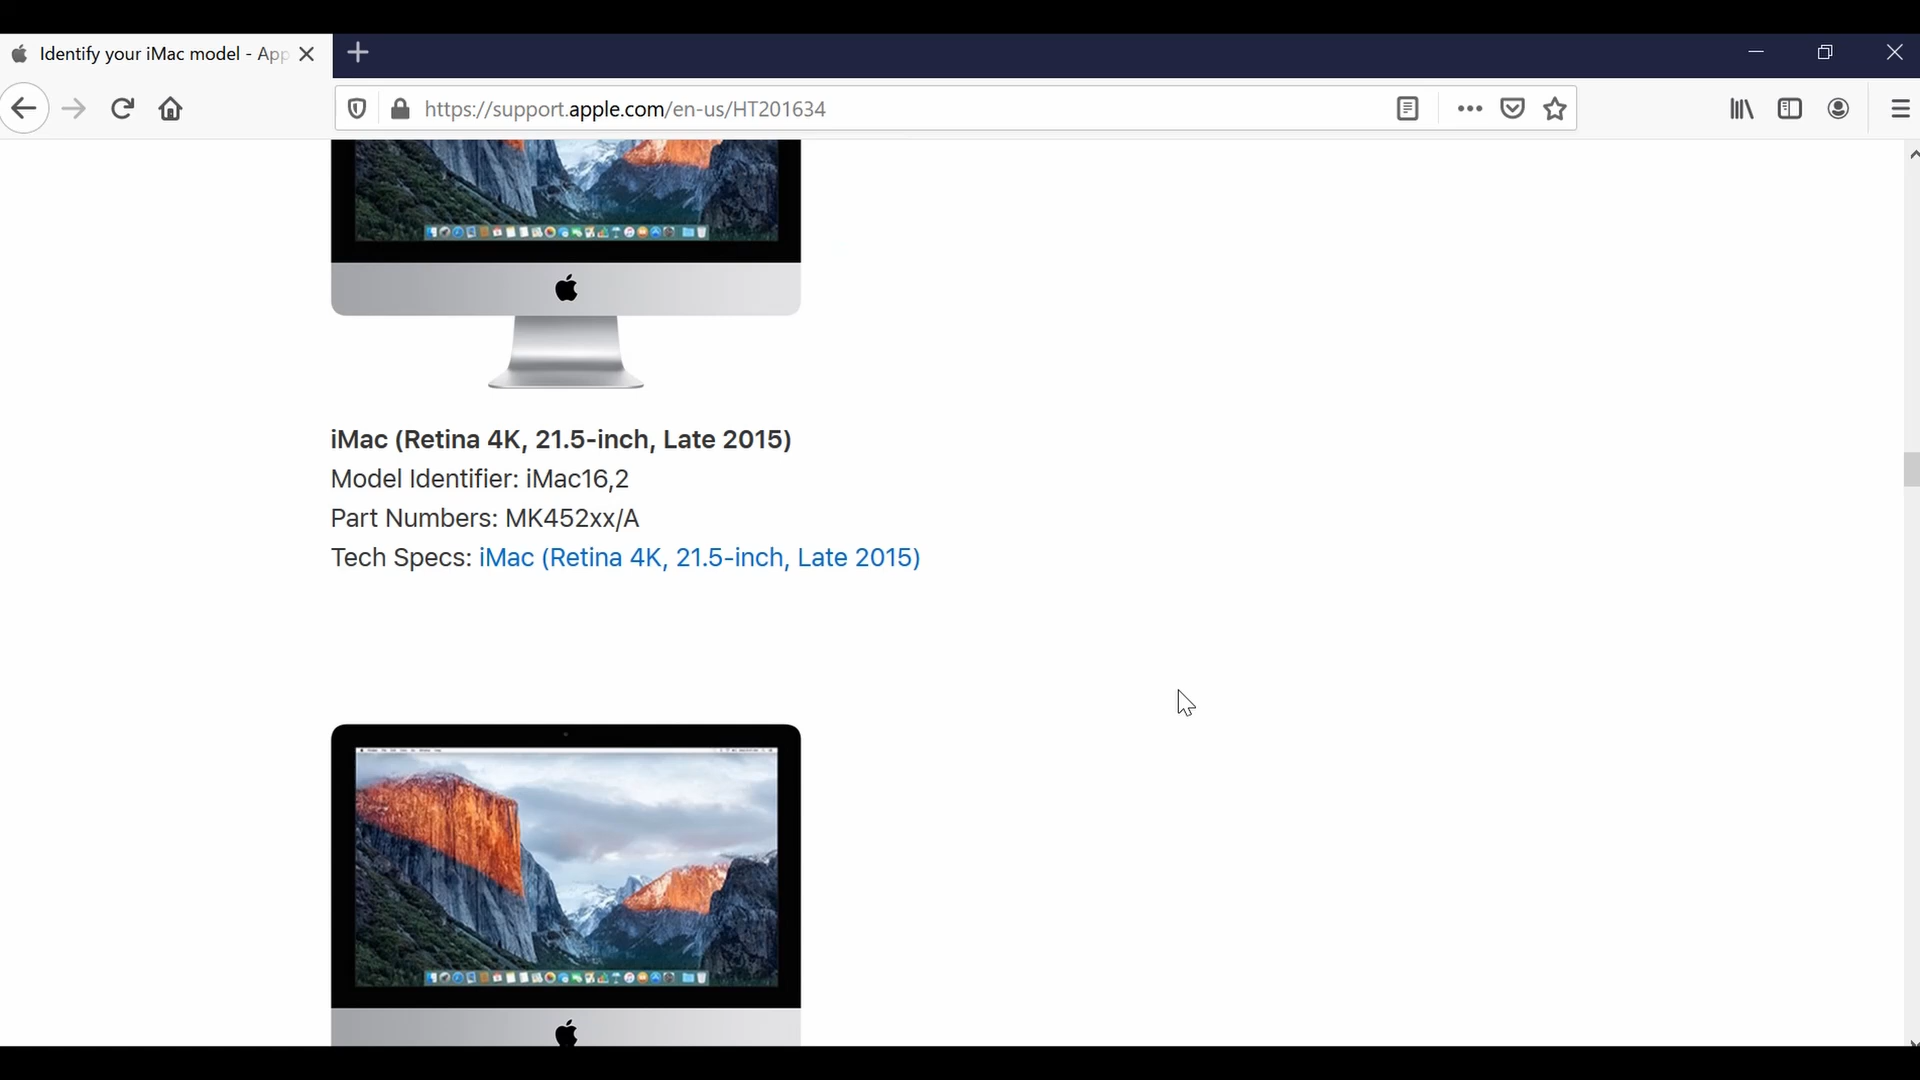 Identify your iMac model - App
https://support.apple.com/en-us/HT201634
iMac (Retina 4K, 21.5-inch, Late 2015)
Model Identifier: iMac16,2
Part Numbers: MK452xx/A
Tech Specs: iMac (Retina 4K, 21.5-inch, Late 2015)